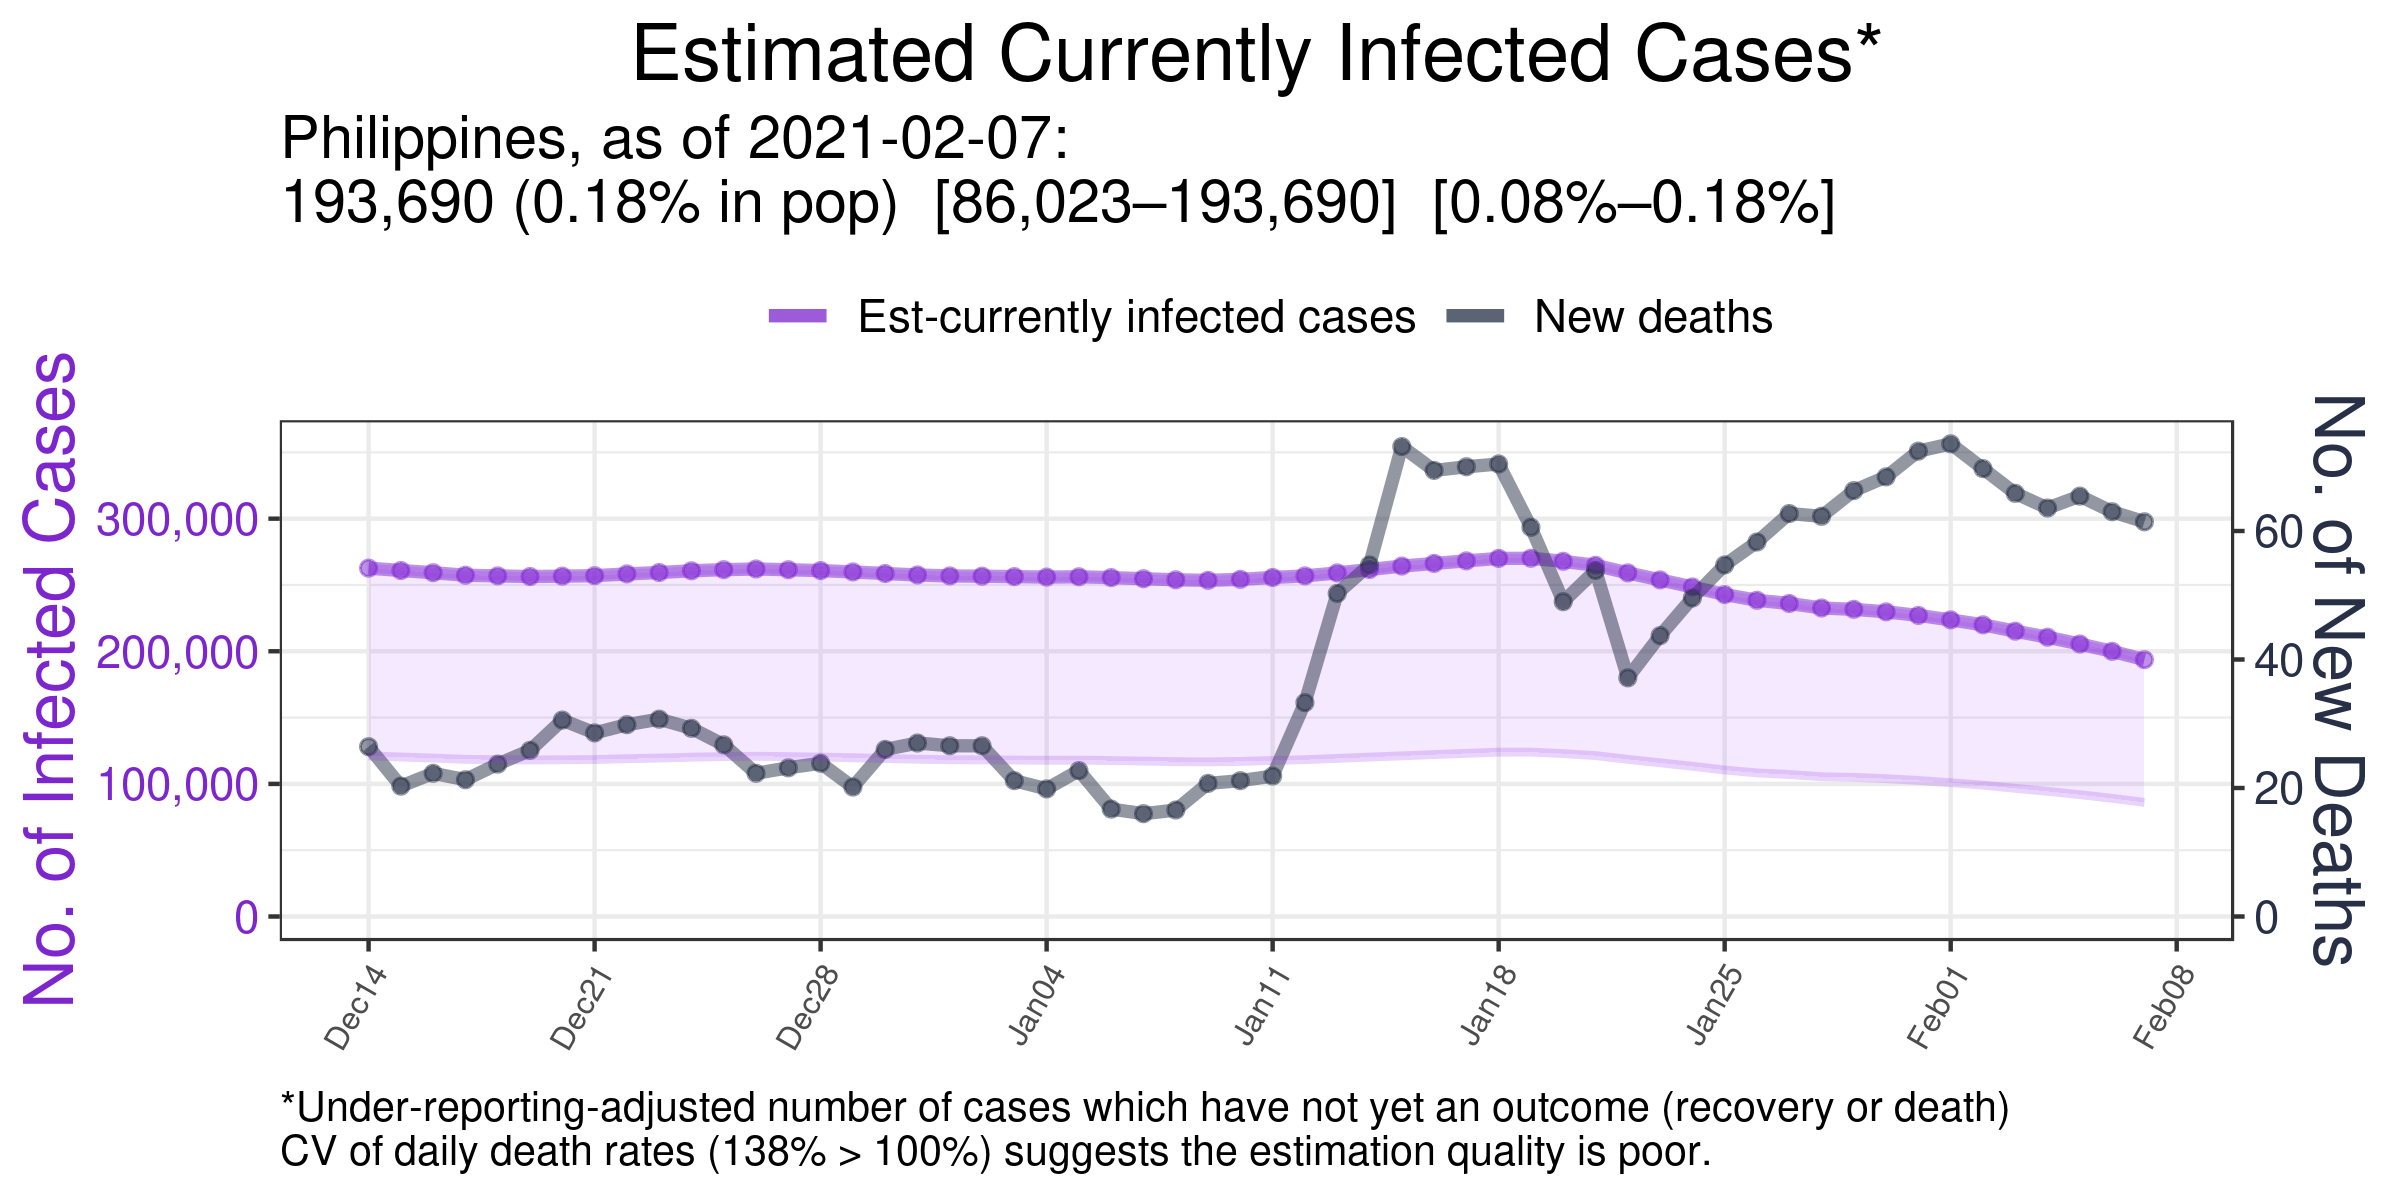 Estimated Currently Infected Cases*
Philippines, as of 2021-02-07:
193,690 (0.18% in pop)  [86,023–193,690]  [0.08%–0.18%]
Est-currently infected cases
New deaths
No. of Infected Cases
300,000
200,000
100,000
0
60
40
20
0
No. of New Deaths
Dec14
Dec21
Dec28
Jan04
Jan11
Jan18
Jan25
Feb01
Feb08
*Under-reporting-adjusted number of cases which have not yet an outcome (recovery or death)
CV of daily death rates (138% > 100%) suggests the estimation quality is poor.